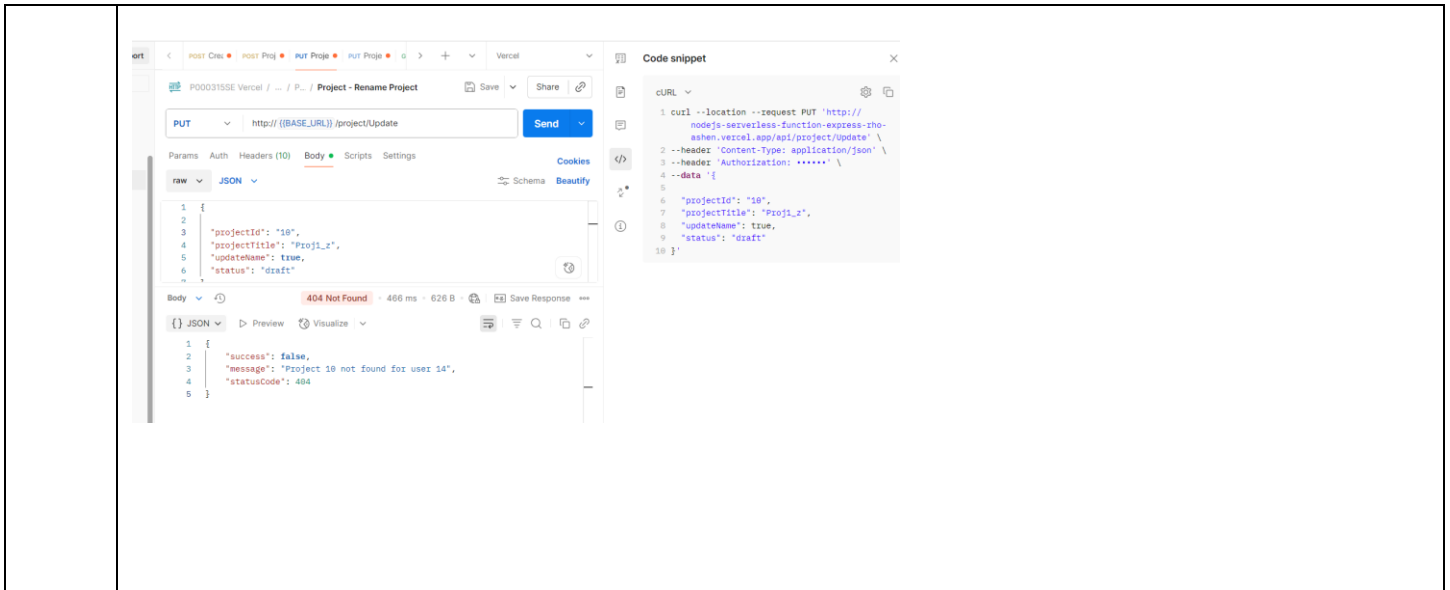 ort
POST Crea POST Proj PUT Proje PUT Proje Vercel
P000315SE Vercel / ... / P... / Project - Rename Project Save Share
PUT http:// {{BASE_URL}} /project/Update Send
Params Auth Headers (10) Body Scripts Settings Cookies
raw JSON Schema Beautify
1 {
2
3 "projectId": "10",
4 "projectTitle": "Proj1_z",
5 "updateName": true,
6 "status": "draft"
Body 404 Not Found 466 ms 626 B Save Response
{} JSON Preview Visualize
1 {
2 "success": false,
3 "message": "Project 10 not found for user 14",
4 "statusCode": 404
5 }
Code snippet
cURL
1 curl --location --request PUT 'http://
nodejs-serverless-function-express-rho-
ashen.vercel.app/api/project/Update' \
2 --header 'Content-Type: application/json' \
3 --header 'Authorization: ••••••' \
4 --data '{
5
6 "projectId": "10",
7 "projectTitle": "Proj1_z",
8 "updateName": true,
9 "status": "draft"
10 }'